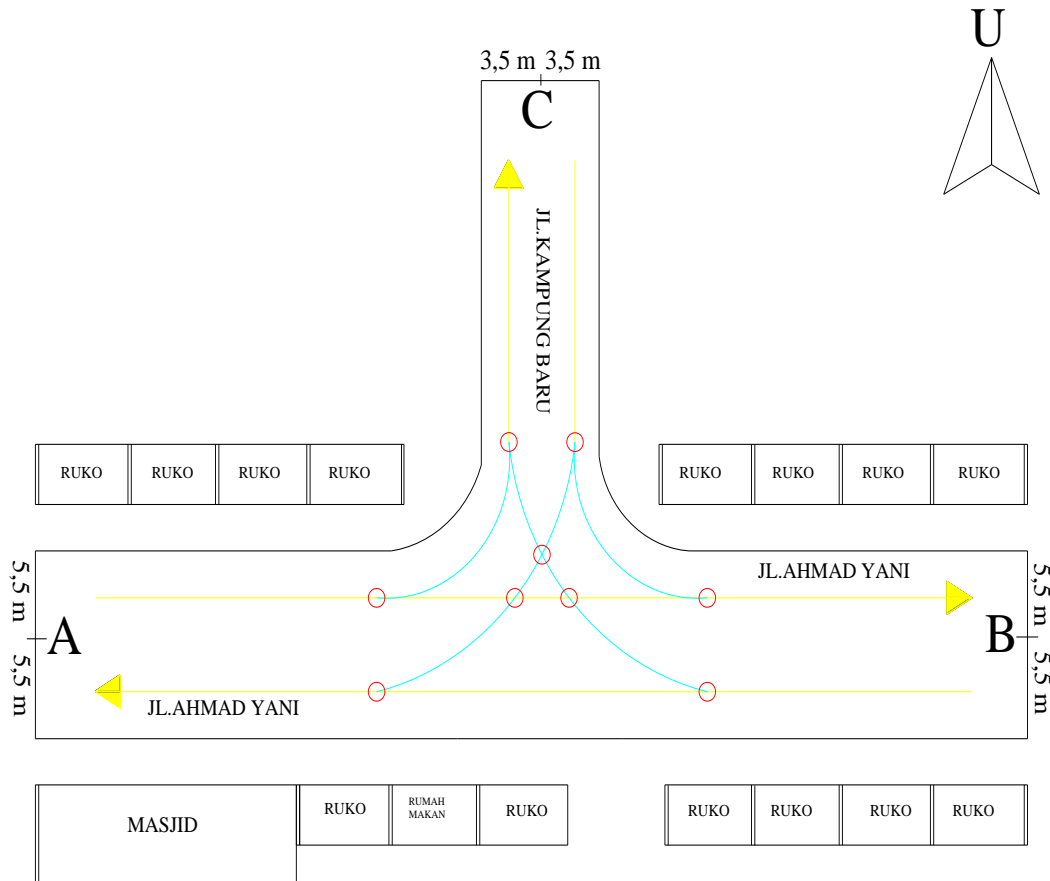 U
3,5 m 3,5 m
C
JL.KAMPUNG BARU
RUKO RUKO RUKO RUKO
RUKO RUKO RUKO RUKO
JL.AHMAD YANI
5,5 m
A
5,5 m
5,5 m
B
5,5 m
JL.AHMAD YANI
MASJID
RUKO
RUMAH
MAKAN
RUKO
RUKO RUKO RUKO RUKO